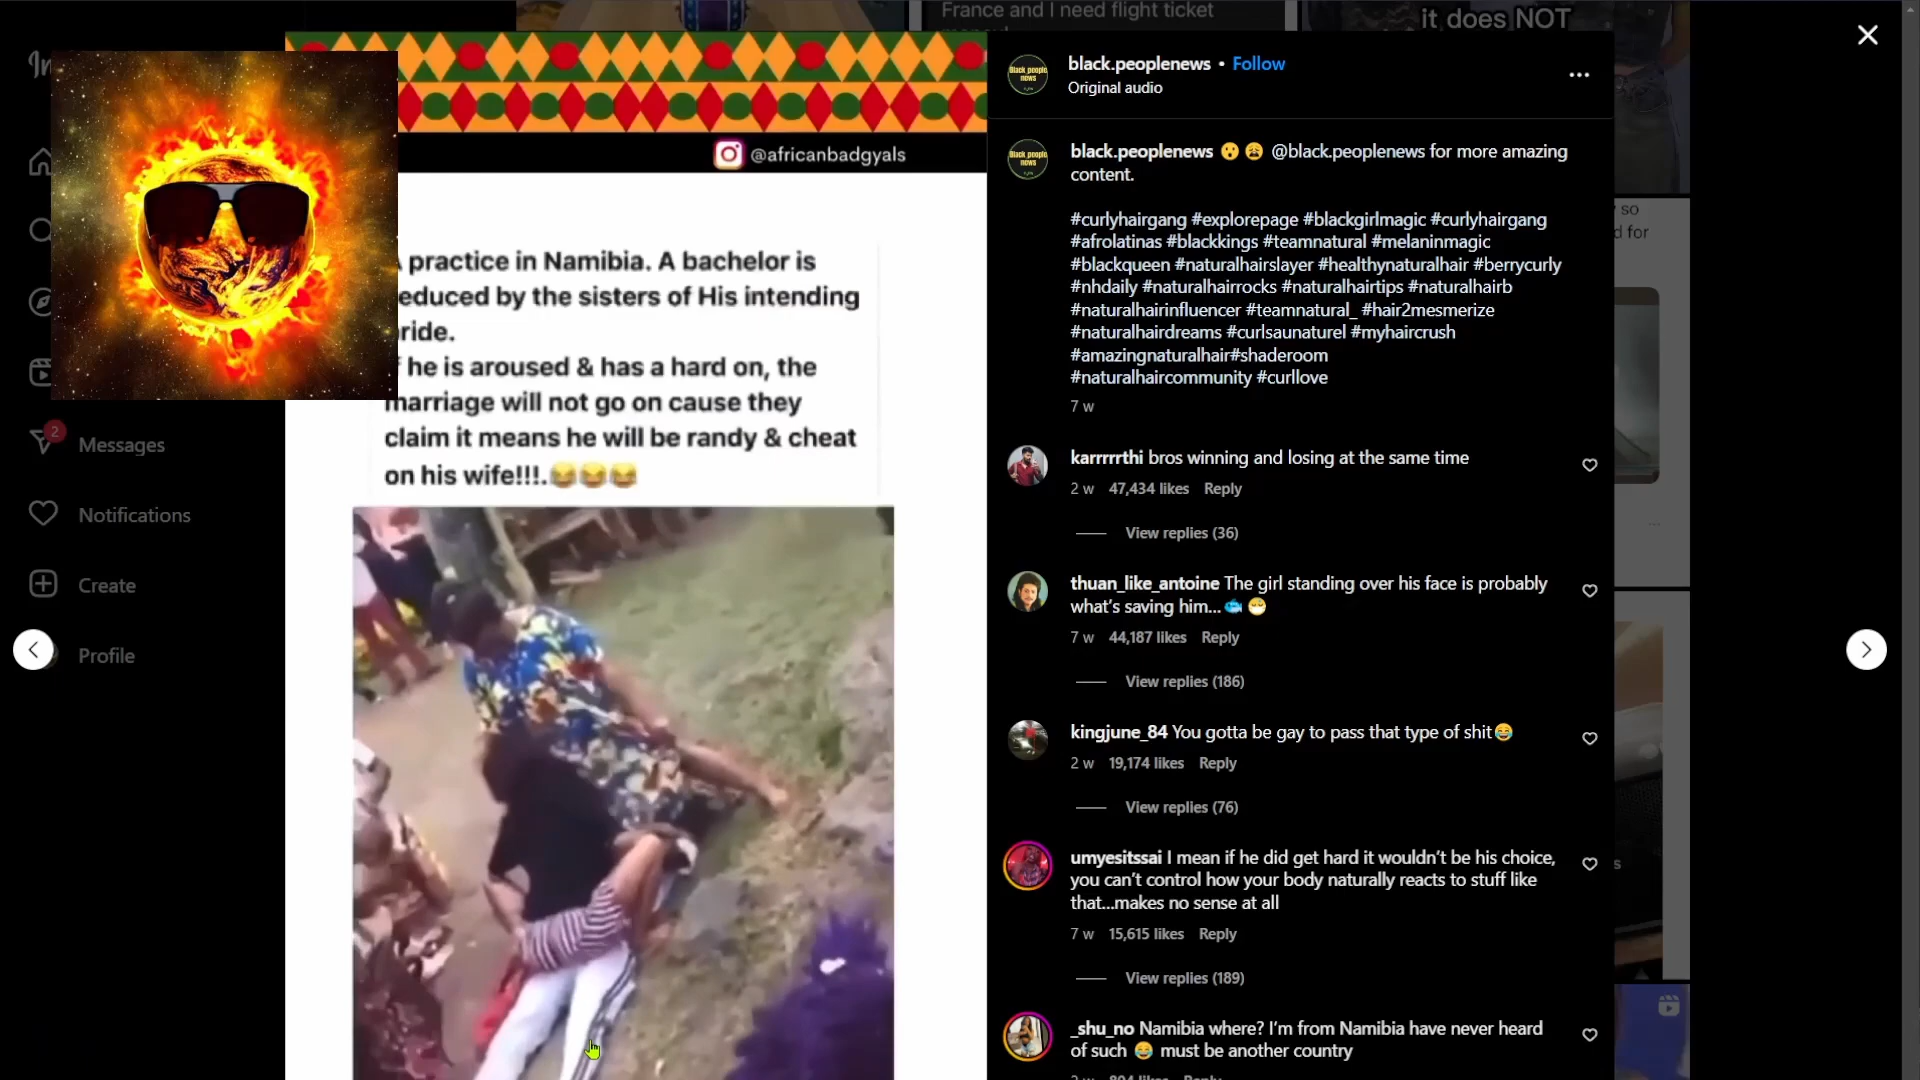 France and I need flight ticket
it does NOT
@africanbadgyals
practice in Namibia. A bachelor is
educed by the sisters of His intending
ride.
he is aroused & has a hard on, the
marriage will not go on cause they
claim it means he will be randy & cheat
on his wife!!!.😆😆😆
Messages
2
Notifications
Create
Profile
black.peoplenews • Follow
Original audio
black.peoplenews 😮 😩 @black.peoplenews for more amazing
content.
#curlyhairgang #explorepage #blackgirlmagic #curlyhairgang
#afrolatinas #blackkings #teamnatural #melaninmagic
#blackqueen #naturalhairslayer #healthynaturalhair #berrycurly
#nhdaily #naturalhairrocks #naturalhairtips #naturalhairb
#naturalhairinfluencer #teamnatural_ #hair2mesmerize
#naturalhairdreams #curlsaunaturel #myhaircrush
#amazingnaturalhair#shaderoom
#naturalhaircommunity #curllove
7 w
karrrrrthi bros winning and losing at the same time
2 w 47,434 likes Reply
View replies (36)
thuan_like_antoine The girl standing over his face is probably
what's saving him... 🐟 😷
7 w 44,187 likes Reply
View replies (186)
kingjune_84 You gotta be gay to pass that type of shit😂
2 w 19,174 likes Reply
View replies (76)
umyesitssai I mean if he did get hard it wouldn't be his choice,
you can't control how your body naturally reacts to stuff like
that...makes no sense at all
7 w 15,615 likes Reply
View replies (189)
_shu_no Namibia where? I'm from Namibia have never heard
of such 😂 must be another country
so
d for